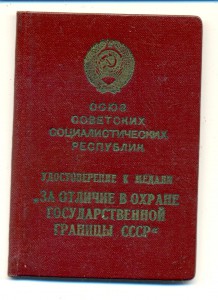 СОЮЗ
СОВЕТСКИХ
СОЦИАЛИСТИЧЕСКИХ
РЕСПУБЛИК
УДОСТОВЕРЕНИЕ К МЕДАЛИ
„ЗА ОТЛИЧИЕ В ОХРАНЕ
ГОСУДАРСТВЕННОЙ
ГРАНИЦЫ СССР“